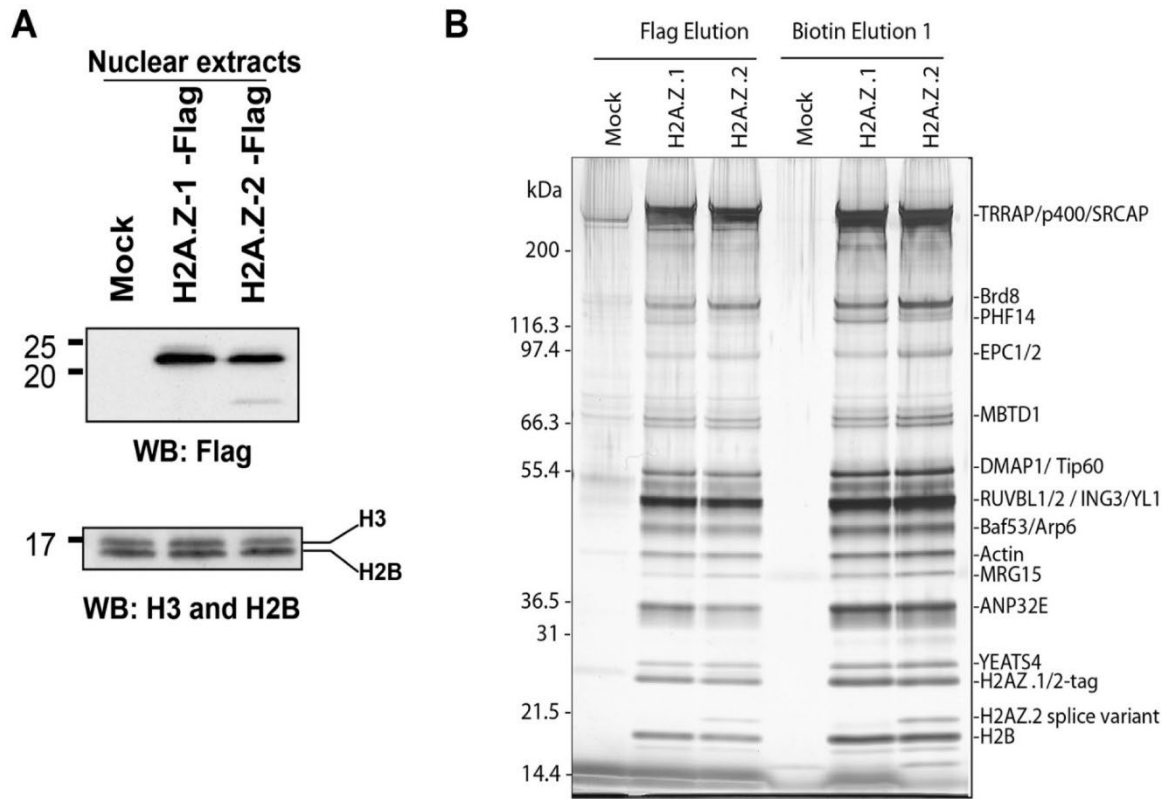 A
Nuclear extracts
Mock
H2A.Z-1 -Flag
H2A.Z-2 -Flag
25
20
WB: Flag
17
H3
H2B
WB: H3 and H2B
B
Flag Elution
Biotin Elution 1
Mock
H2A.Z.1
H2A.Z.2
Mock
H2A.Z.1
H2A.Z.2
kDa
200 -
116.3 -
97.4 -
66.3 -
55.4 -
36.5 -
31 -
21.5 -
14.4 -
-TRRAP/p400/SRCAP
-Brd8
-PHF14
-EPC1/2
-MBTD1
-DMAP1/ Tip60
-RUVBL1/2 / ING3/YL1
-Baf53/Arp6
-Actin
-MRG15
-ANP32E
-YEATS4
-H2AZ .1/2-tag
-H2AZ.2 splice variant
-H2B